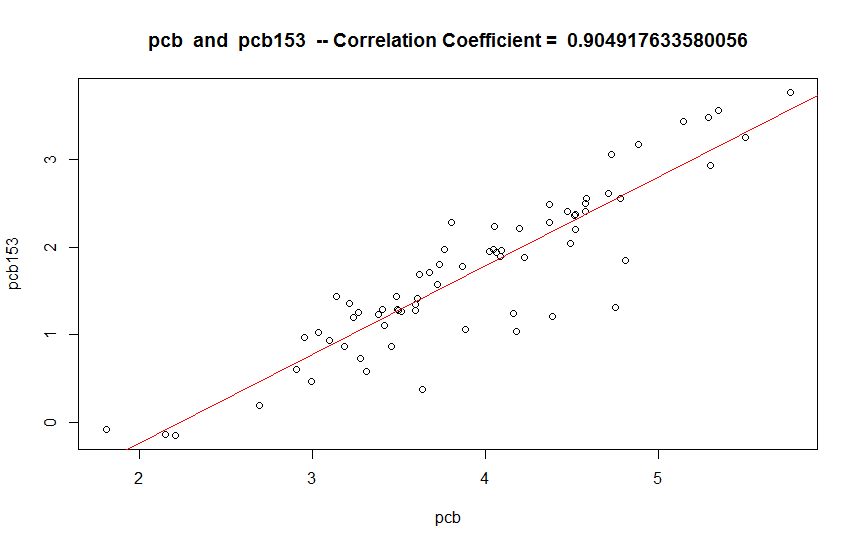 pcb and pcb153 -- Correlation Coefficient = 0.904917633580056
3
2
1
0
pcb153
2 3 4 5
pcb